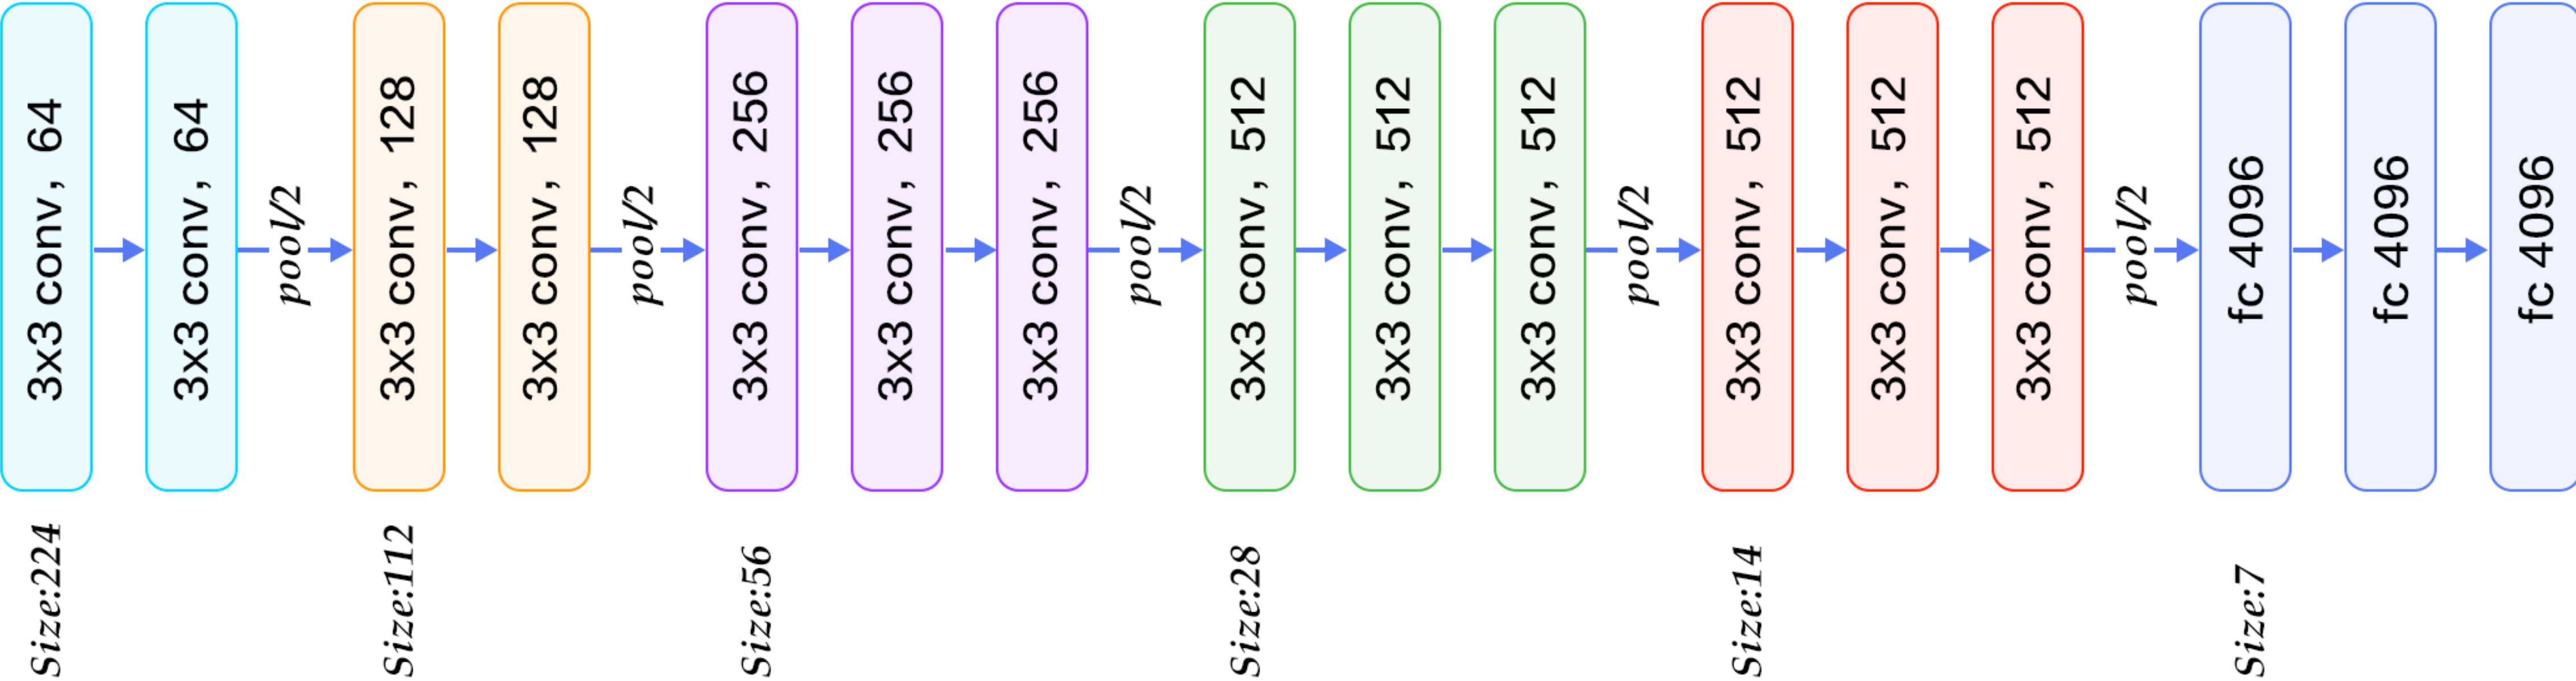 3x3 conv, 64
3x3 conv, 64
pool/2
3x3 conv, 128
3x3 conv, 128
pool/2
3x3 conv, 256
3x3 conv, 256
3x3 conv, 256
pool/2
3x3 conv, 512
3x3 conv, 512
3x3 conv, 512
pool/2
3x3 conv, 512
3x3 conv, 512
3x3 conv, 512
pool/2
fc 4096
fc 4096
fc 4096
Size:224
Size:112
Size:56
Size:28
Size:14
Size:7